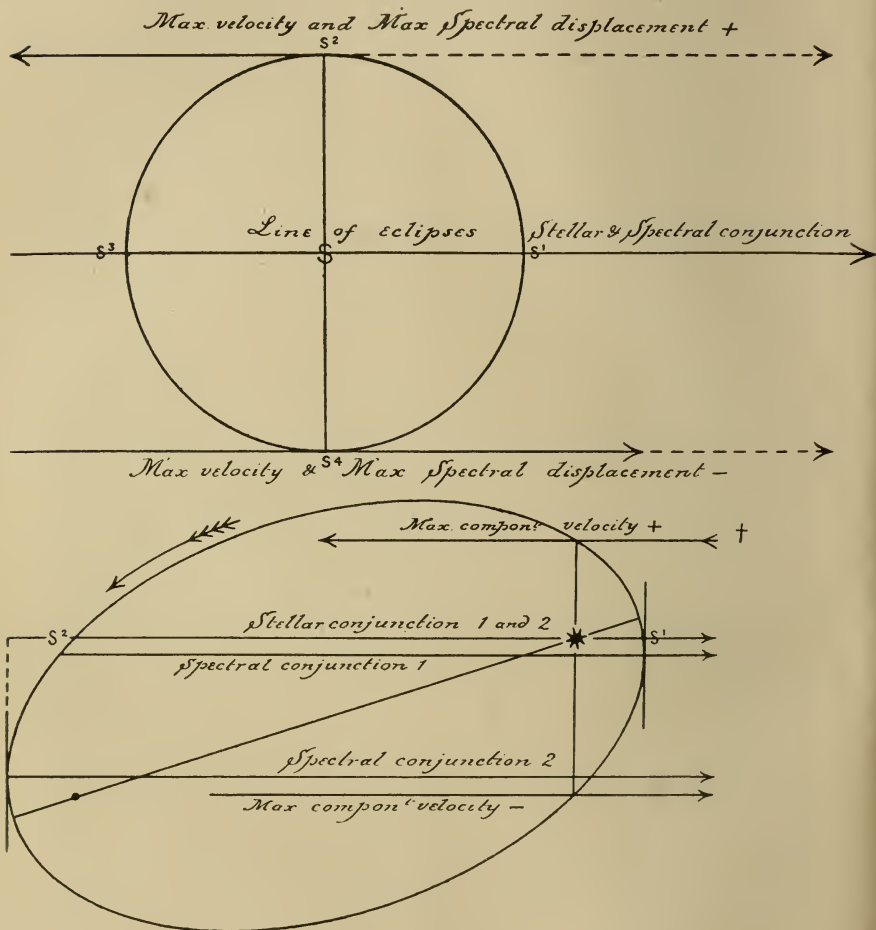 Max. velocity and Max Spectral displacement +
S²
Line of eclipses
Stellar & Spectral conjunction
S³
S
S¹
S4
Max velocity & Max Spectral displacement –
Max. componᵗ. velocity +
†
Stellar conjunction 1 and 2
S²
S¹
Spectral conjunction 1
Spectral conjunction 2
Max componᵗ velocity –